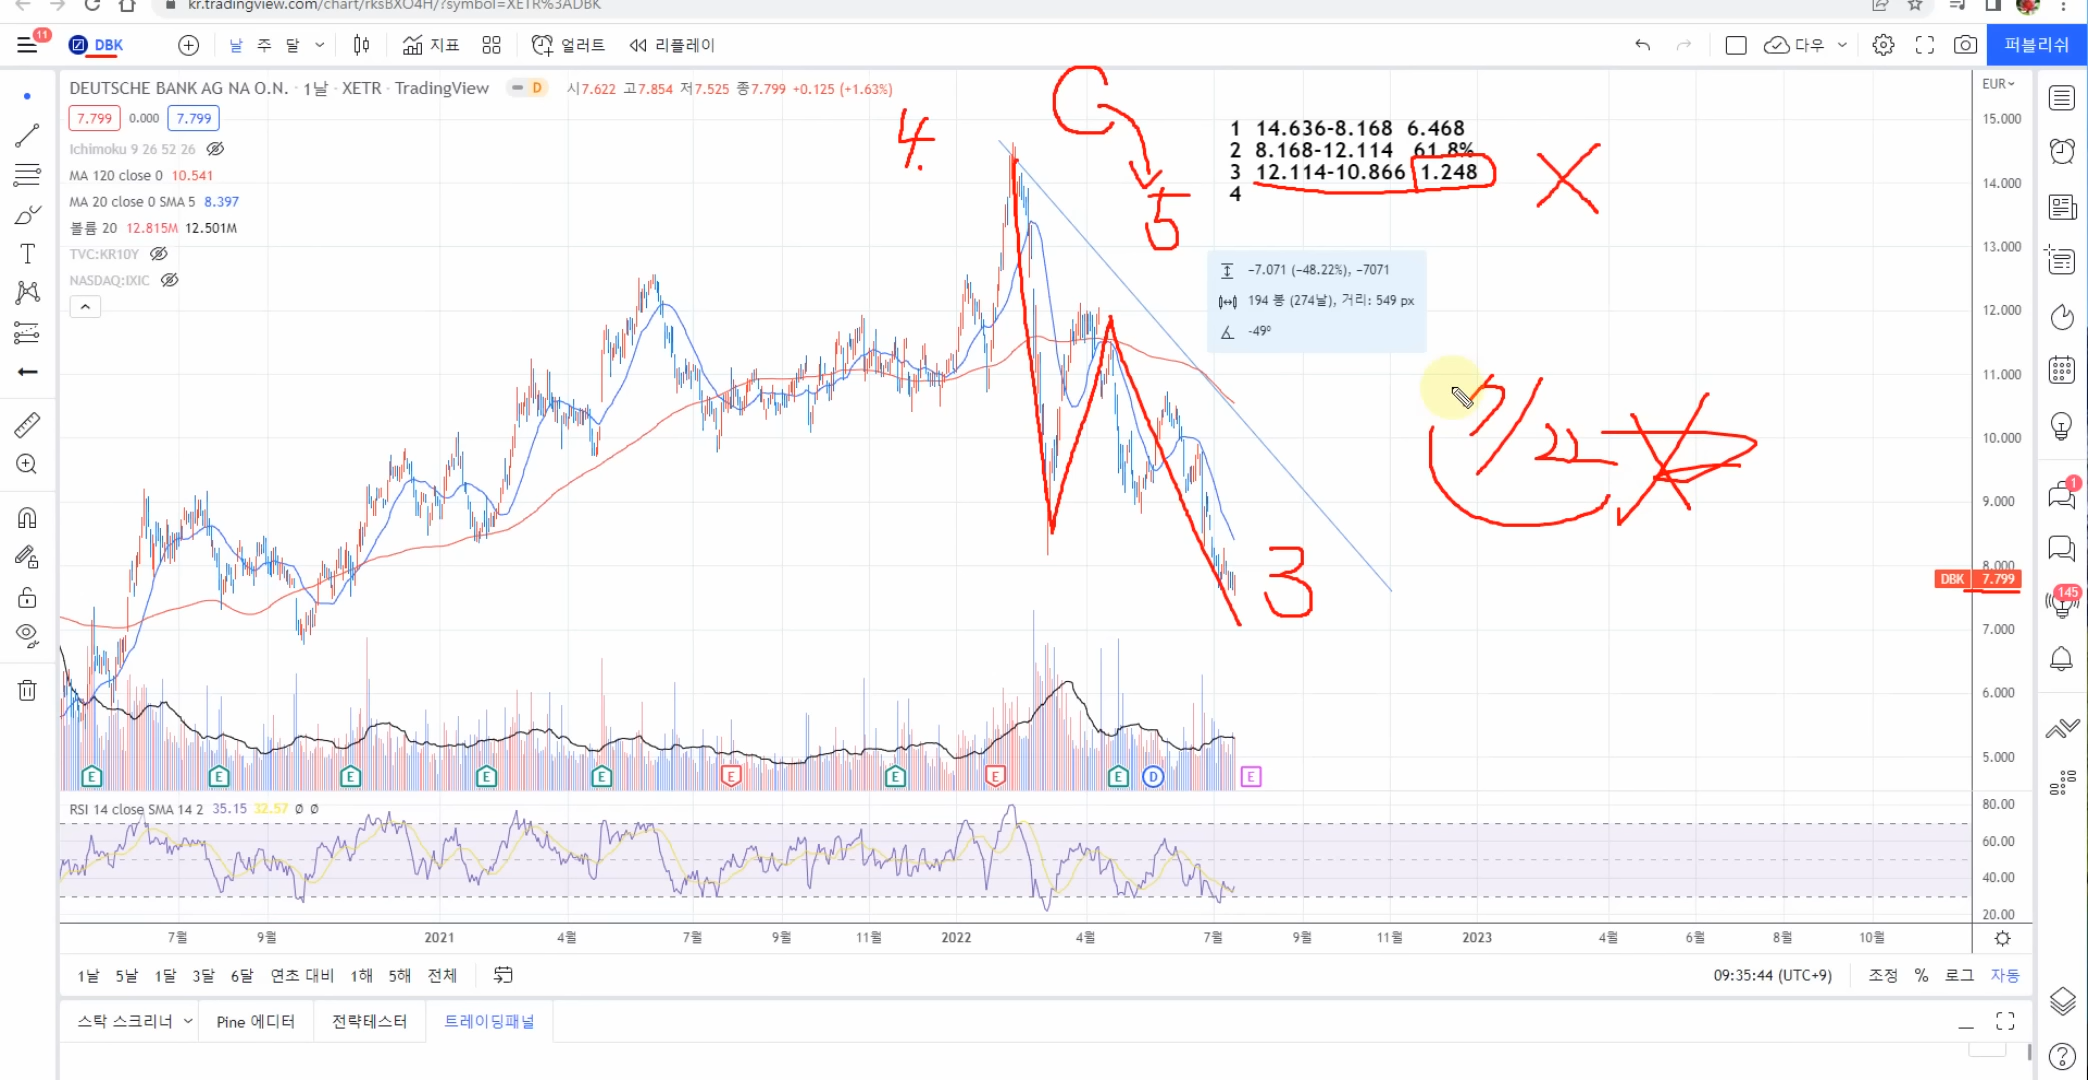 kr.tradingview.com/chart/rksBXO4H/?symbol=XETR%3ADBK
11
DBK
날 주 달
지표
얼러트
리플레이
다우
퍼블리쉬
DEUTSCHE BANK AG NA O.N. · 1날 · XETR · TradingView
D
시7.622 고7.854 저7.525 종7.799 +0.125 (+1.63%)
7.799 0.000 7.799
Ichimoku 9 26 52 26
MA 120 close 0 10.541
MA 20 close 0 SMA 5 8.397
볼륨 20 12.815M 12.501M
TVC:KR10Y
NASDAQ:IXIC
4.
C
5
1 14.636-8.168 6.468
2 8.168-12.114 61.8%
3 12.114-10.866 1.248
4
X
−7.071 (−48.22%), −7071
194 봉 (274날), 거리: 549 px
-49º
7/22
3
EUR
15.000
14.000
13.000
12.000
11.000
10.000
9.000
8.000
DBK 7.799
7.000
6.000
5.000
1
145
E E E E E E E E E D E
RSI 14 close SMA 14 2 35.15 32.57 Ø Ø
80.00
60.00
40.00
20.00
7월 9월 2021 4월 7월 9월 11월 2022 4월 7월 9월 11월 2023 4월 6월 8월 10월
1날 5날 1달 3달 6달 연초 대비 1해 5해 전체
09:35:44 (UTC+9) 조정 % 로그 자동
스탁 스크리너 Pine 에디터 전략테스터 트레이딩패널